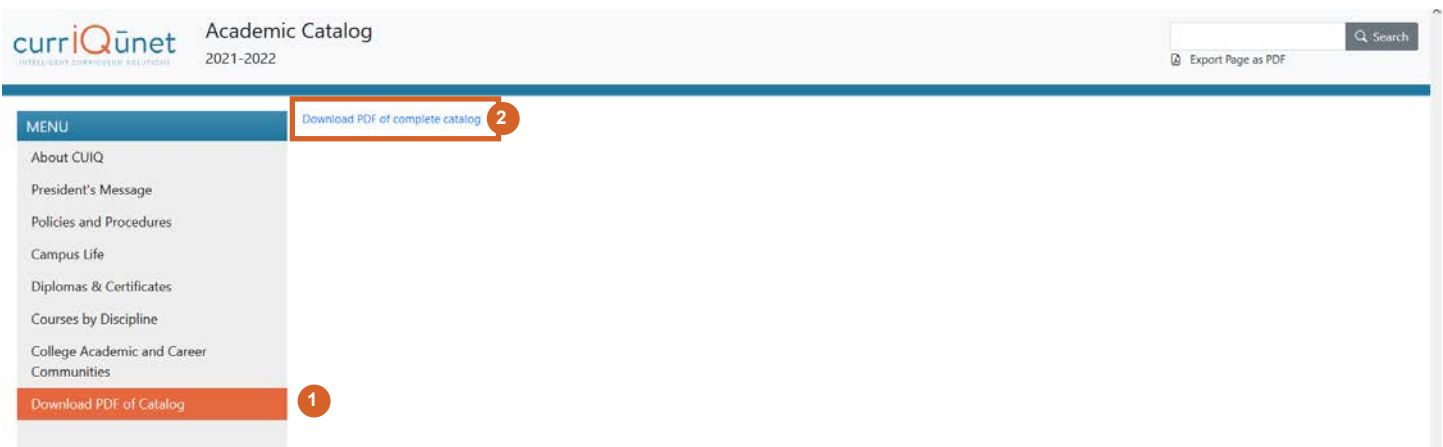 curriQūnet
INTELLIGENT CURRICULUM SOLUTIONS
Academic Catalog
2021-2022
Search
Export Page as PDF
MENU
About CUIQ
President's Message
Policies and Procedures
Campus Life
Diplomas & Certificates
Courses by Discipline
College Academic and Career
Communities
Download PDF of Catalog
1
Download PDF of complete catalog
2